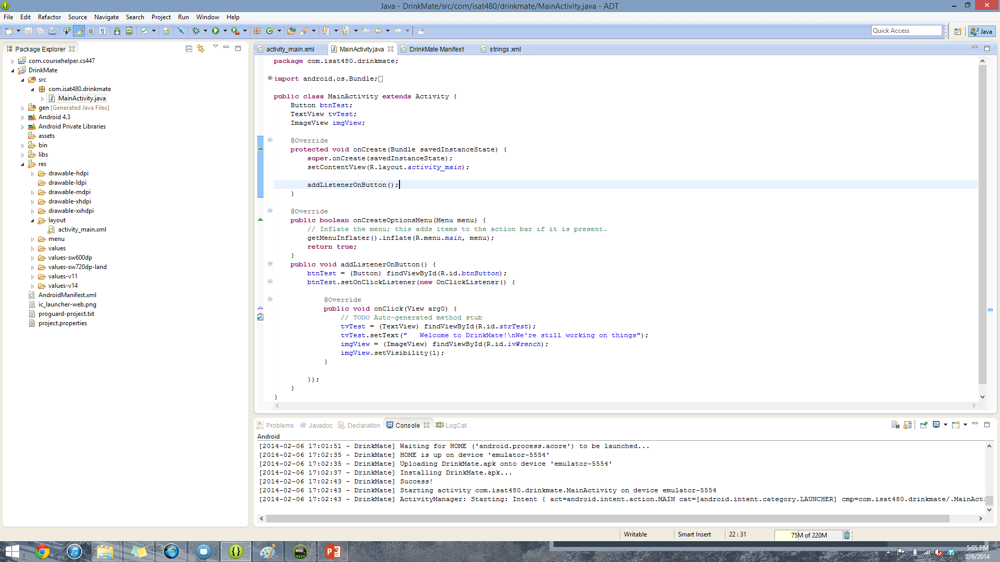 Java - DrinkMate/src/com/isat480/drinkmate/MainActivity.java - ADT
File Edit Refactor Source Navigate Search Project Run Window Help
Quick Access
Java
Package Explorer
com.coursehelper.cs447
DrinkMate
src
com.isat480.drinkmate
MainActivity.java
gen [Generated Java Files]
Android 4.3
Android Private Libraries
assets
bin
libs
res
drawable-hdpi
drawable-ldpi
drawable-mdpi
drawable-xhdpi
drawable-xxhdpi
layout
activity_main.xml
menu
values
values-sw600dp
values-sw720dp-land
values-v11
values-v14
AndroidManifest.xml
ic_launcher-web.png
proguard-project.txt
project.properties
activity_main.xml MainActivity.java DrinkMate Manifest strings.xml
package com.isat480.drinkmate;
import android.os.Bundle;
public class MainActivity extends Activity {
Button btnTest;
TextView tvTest;
ImageView imgView;
@Override
protected void onCreate(Bundle savedInstanceState) {
super.onCreate(savedInstanceState);
setContentView(R.layout.activity_main);
addListenerOnButton();
}
@Override
public boolean onCreateOptionsMenu(Menu menu) {
// Inflate the menu; this adds items to the action bar if it is present.
getMenuInflater().inflate(R.menu.main, menu);
return true;
}
public void addListenerOnButton() {
btnTest = (Button) findViewById(R.id.btnButton);
btnTest.setOnClickListener(new OnClickListener() {
@Override
public void onClick(View arg0) {
// TODO Auto-generated method stub
tvTest = (TextView) findViewById(R.id.strTest);
tvTest.setText("   Welcome to DrinkMate!\nWe're still working on things");
imgView = (ImageView) findViewById(R.id.ivWrench);
imgView.setVisibility(1);
}
});
}
}
Problems @ Javadoc Declaration Console LogCat
Android
[2014-02-06 17:01:51 - DrinkMate] Waiting for HOME ('android.process.acore') to be launched...
[2014-02-06 17:02:35 - DrinkMate] HOME is up on device 'emulator-5554'
[2014-02-06 17:02:35 - DrinkMate] Uploading DrinkMate.apk onto device 'emulator-5554'
[2014-02-06 17:02:37 - DrinkMate] Installing DrinkMate.apk...
[2014-02-06 17:02:43 - DrinkMate] Success!
[2014-02-06 17:02:43 - DrinkMate] Starting activity com.isat480.drinkmate.MainActivity on device emulator-5554
[2014-02-06 17:02:43 - DrinkMate] ActivityManager: Starting: Intent { act=android.intent.action.MAIN cat=[android.intent.category.LAUNCHER] cmp=com.isat480.drinkmate/.MainActi
Writable Smart Insert 22 : 31 75M of 220M
AND_
5:05 PM
2/6/2014